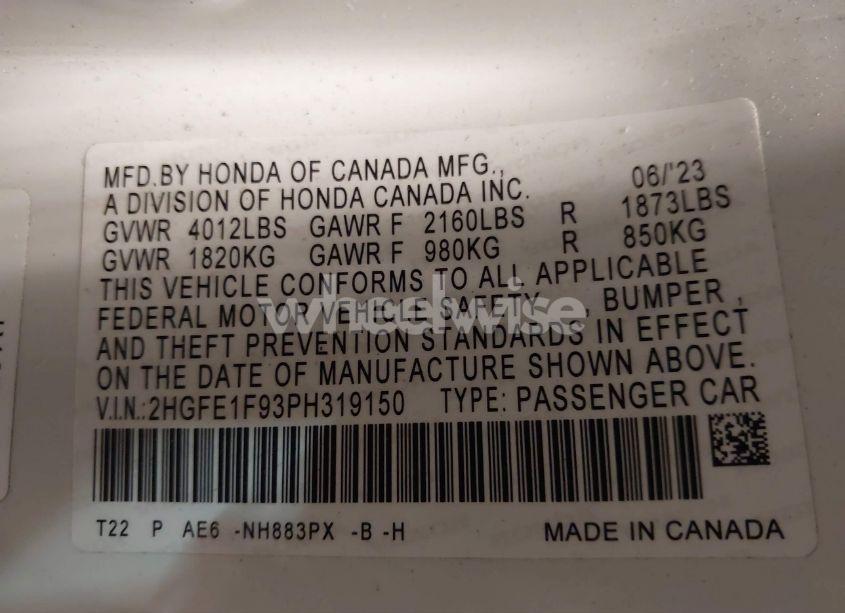 MFD.BY HONDA OF CANADA MFG., 06/'23
A DIVISION OF HONDA CANADA INC.
GVWR 4012LBS GAWR F 2160LBS R 1873LBS
GVWR 1820KG GAWR F 980KG R 850KG
THIS VEHICLE CONFORMS TO ALL APPLICABLE
FEDERAL MOTOR VEHICLE SAFETY, BUMPER,
AND THEFT PREVENTION STANDARDS IN EFFECT
ON THE DATE OF MANUFACTURE SHOWN ABOVE.
V.I.N.:2HGFE1F93PH319150 TYPE: PASSENGER CAR
T22 P AE6 -NH883PX -B -H MADE IN CANADA
wheelwise